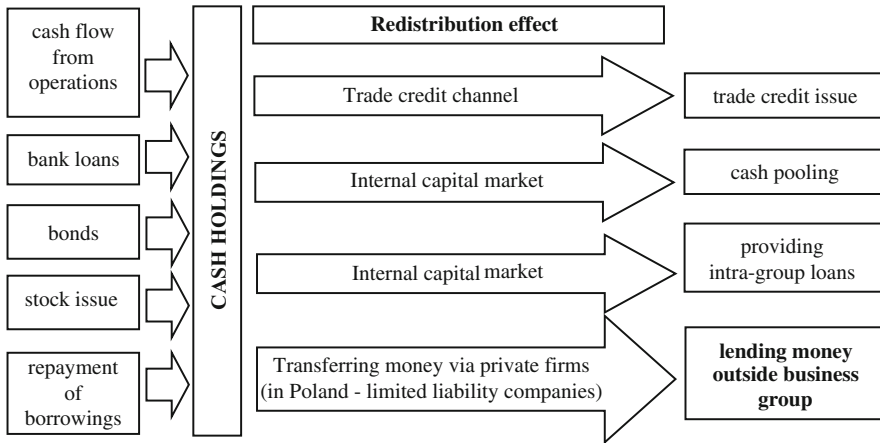 cash flow
from
operations
bank loans
bonds
stock issue
repayment
of
borrowings
CASH HOLDINGS
Redistribution effect
Trade credit channel
trade credit issue
Internal capital market
cash pooling
Internal capital market
providing
intra-group loans
Transferring money via private firms
(in Poland - limited liability companies)
lending money
outside business
group